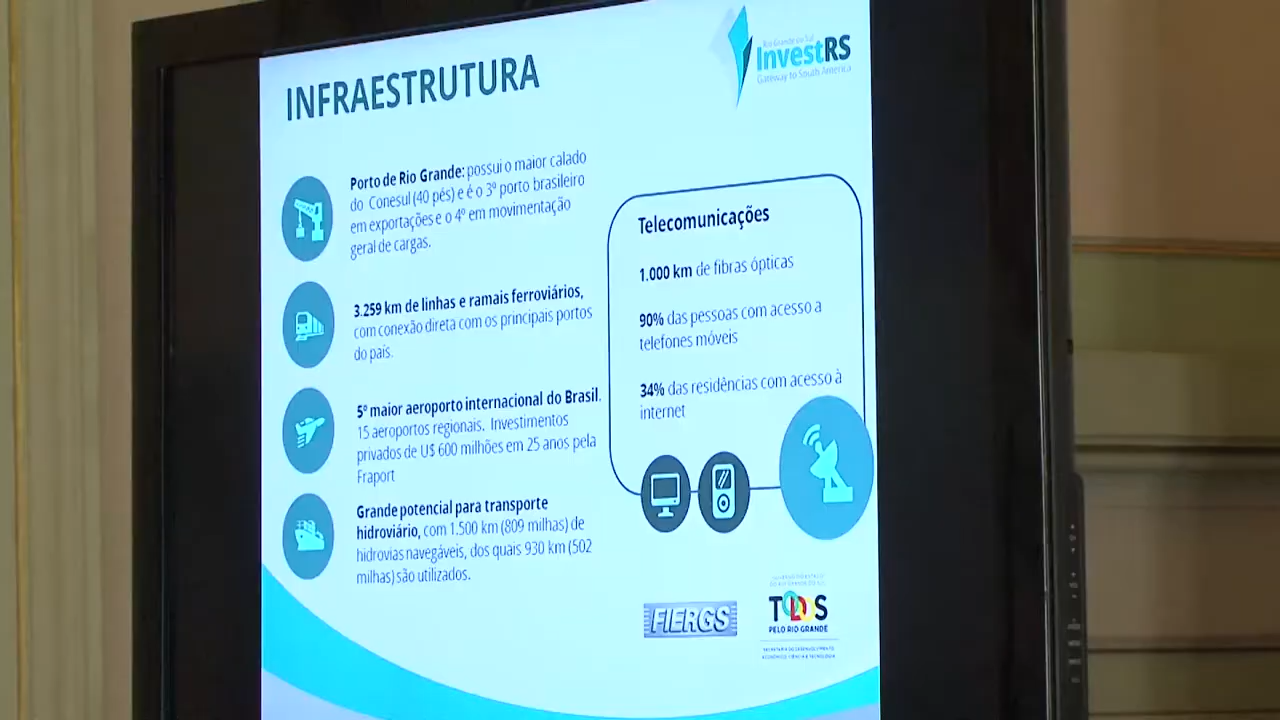 INFRAESTRUTURA
Rio Grande do Sul
InvestRS
Gateway to South America
Porto de Rio Grande: possui o maior calado
do Conesul (40 pés) e é o 3º porto brasileiro
em exportações e o 4º em movimentação
geral de cargas.
3.259 km de linhas e ramais ferroviários,
com conexão direta com os principais portos
do país.
5º maior aeroporto internacional do Brasil.
15 aeroportos regionais. Investimentos
privados de U$ 600 milhões em 25 anos pela
Fraport
Grande potencial para transporte
hidroviário, com 1.500 km (809 milhas) de
hidrovias navegáveis, dos quais 930 km (502
milhas) são utilizados.
Telecomunicações
1.000 km de fibras ópticas
90% das pessoas com acesso a
telefones móveis
34% das residências com acesso à
internet
FIERGS
TODOS
PELO RIO GRANDE
SECRETARIA DO DESENVOLVIMENTO
ECONÔMICO, CIÊNCIA E TECNOLOGIA